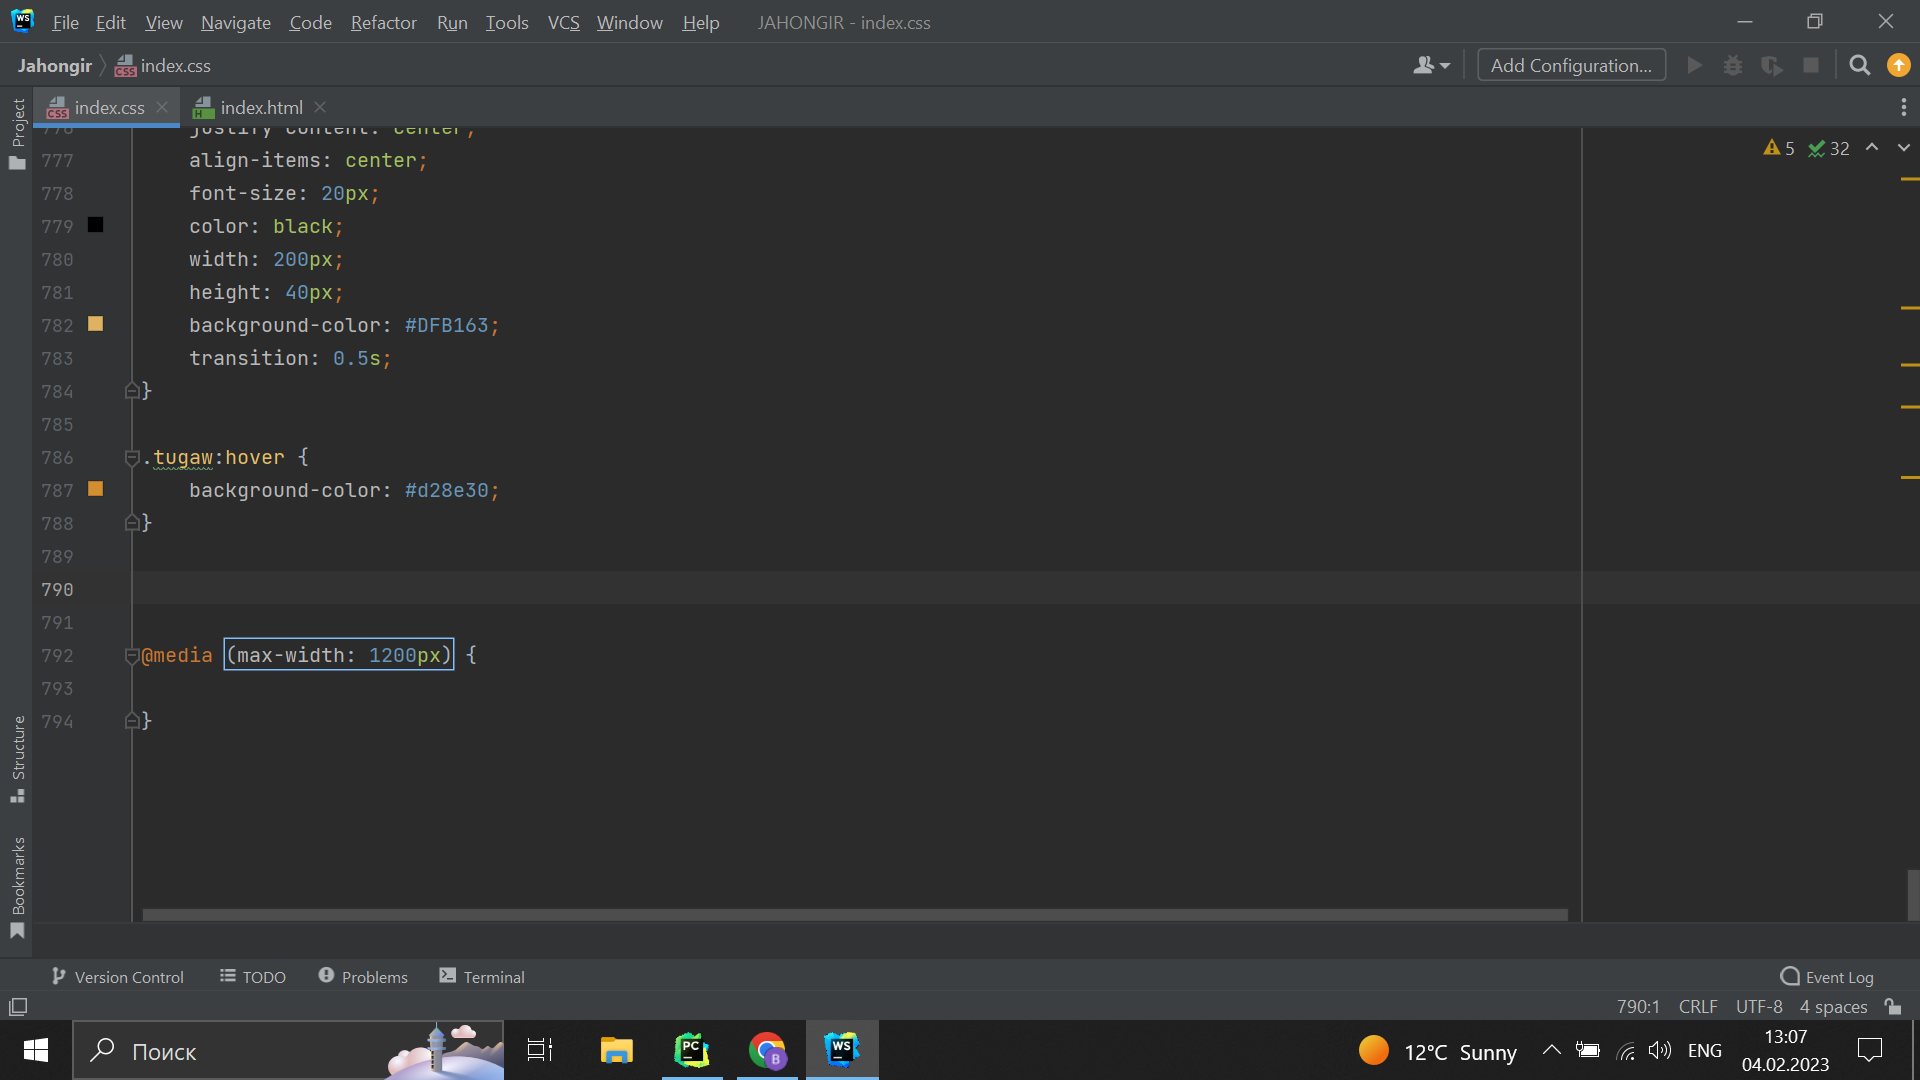 WS File Edit View Navigate Code Refactor Run Tools VCS Window Help JAHONGIR - index.css
Jahongir index.css Add Configuration...
index.css index.html
Project
5 32
776 justify-content: center;
777 align-items: center;
778 font-size: 20px;
779 color: black;
780 width: 200px;
781 height: 40px;
782 background-color: #DFB163;
783 transition: 0.5s;
784 }
785
786 .tugaw:hover {
787 background-color: #d28e30;
788 }
789
790
791
792 @media (max-width: 1200px) {
793
794 }
Structure
Bookmarks
Version Control TODO Problems Terminal Event Log
790:1 CRLF UTF-8 4 spaces
Поиск PC B WS 12°C Sunny ENG 13:07
04.02.2023